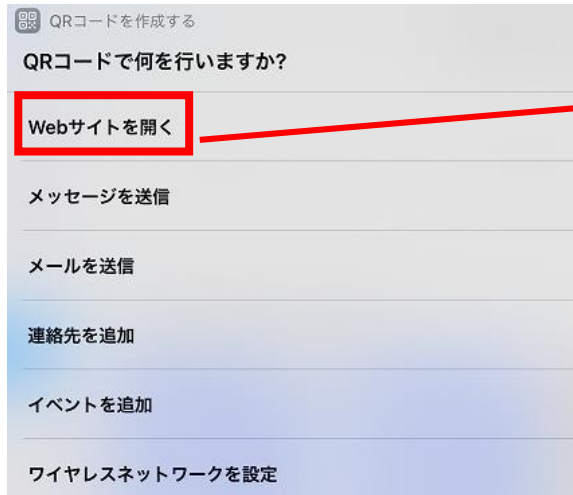 QRコードを作成する
QRコードで何を行いますか?
Webサイトを開く
メッセージを送信
メールを送信
連絡先を追加
イベントを追加
ワイヤレスネットワークを設定